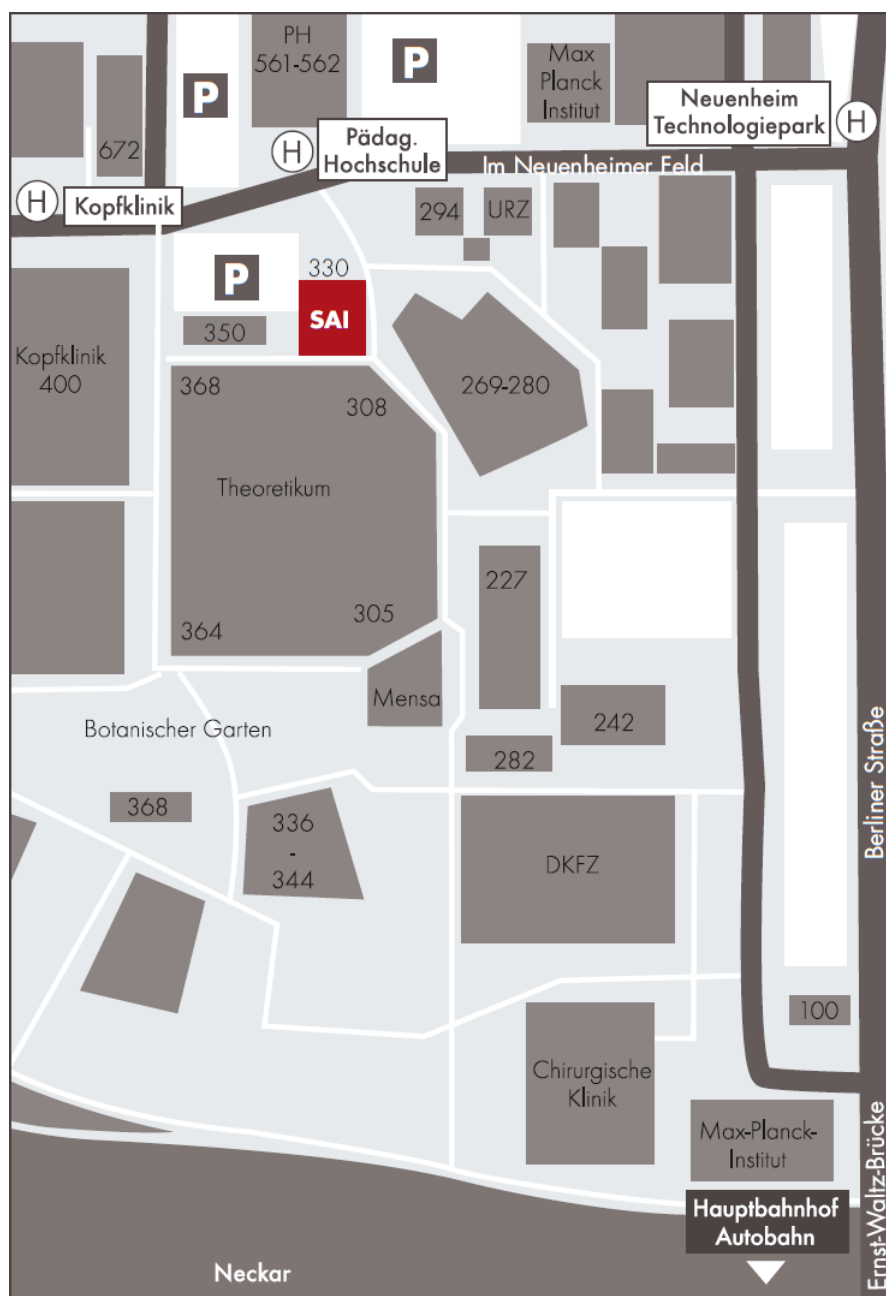 PH
561-562
P
P
Max
Planck
Institut
Neuenheim
Technologiepark
H
672
H
Pädag.
Hochschule
Im Neuenheimer Feld
H
Kopfklinik
294
URZ
330
P
SAI
350
Kopfklinik
400
368
308
269-280
Theoretikum
227
305
364
Mensa
Botanischer Garten
242
282
Berliner Straße
368
336
-
344
DKFZ
100
Chirurgische
Klinik
Max-Planck-
Institut
Ernst-Waltz-Brücke
Hauptbahnhof
Autobahn
Neckar